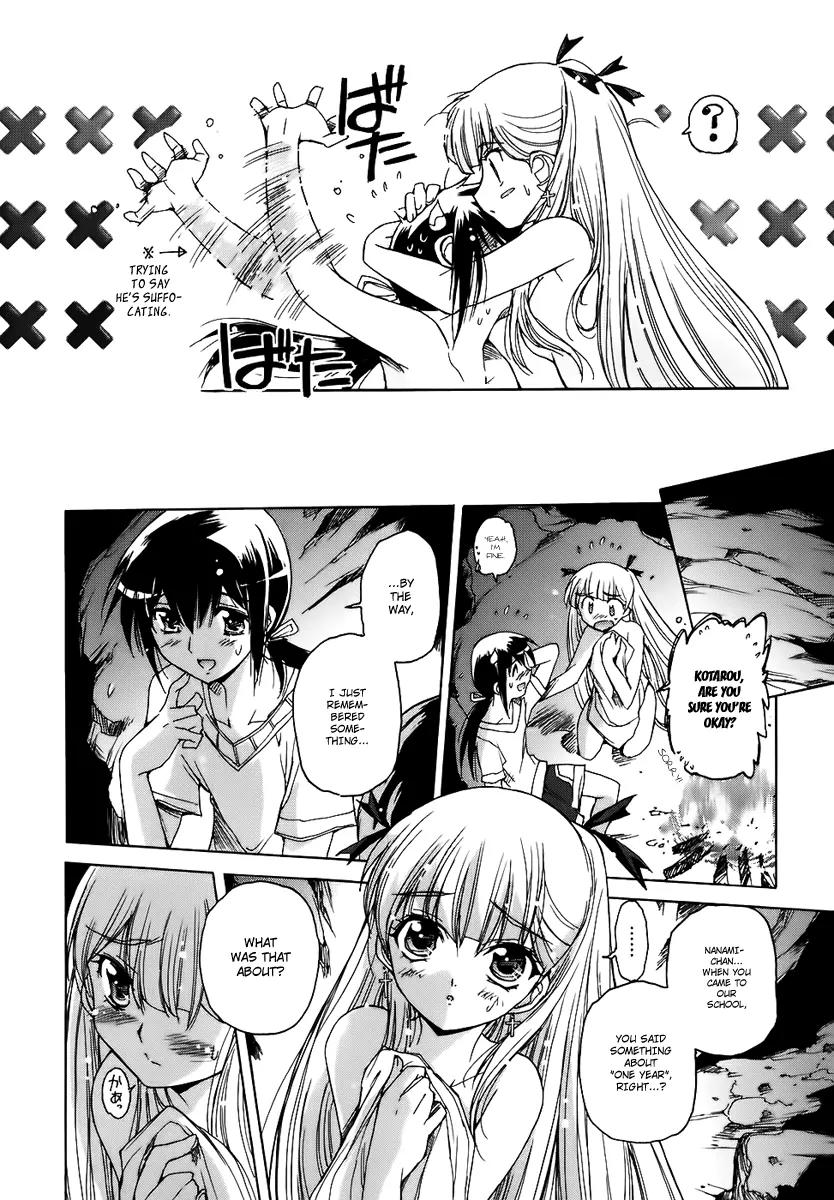 ?
ばた
※→
TRYING
TO SAY
HE'S SUFFO-
CATING.
ばた
KOTAROU,
ARE YOU
SURE YOU'RE
OKAY?
SORRY!!
YEAH,
I'M
FINE.
...BY
THE
WAY,
I JUST
REMEM-
BERED
SOME-
THING...
NANAMI-
CHAN...
WHEN YOU
CAME TO
OUR
SCHOOL,
YOU SAID
SOMETHING
ABOUT
"ONE YEAR",
RIGHT...?
......
WHAT
WAS THAT
ABOUT?
かあっ